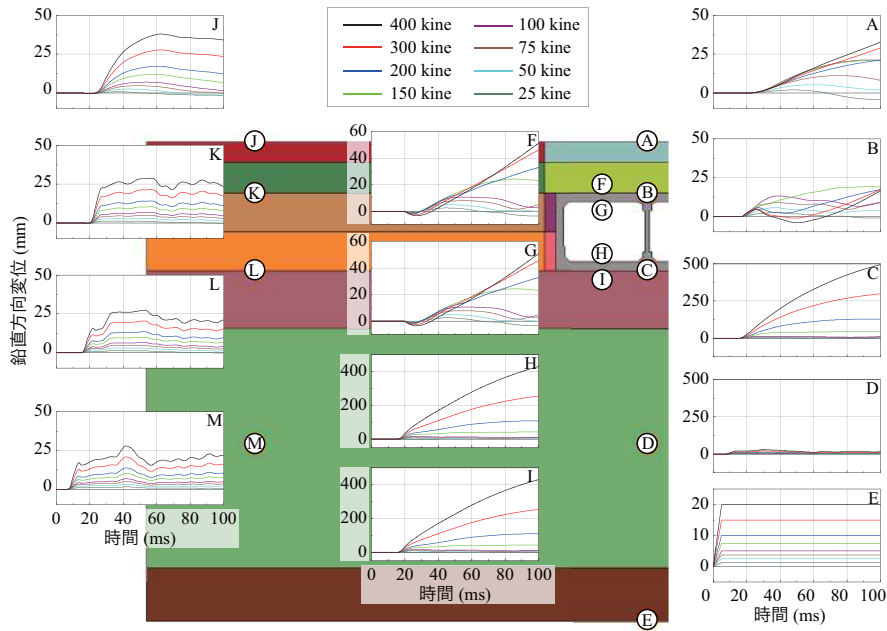 400 kine
300 kine
200 kine
150 kine
100 kine
75 kine
50 kine
25 kine
J
50
25
0
A
50
25
0
K
50
25
0
F
60
40
20
0
B
50
25
0
L
50
25
0
G
60
40
20
0
C
500
250
0
M
50
25
0
0 20 40 60 80 100
時間 (ms)
H
400
200
0
D
500
250
0
I
400
200
0
0 20 40 60 80 100
時間 (ms)
E
20
10
0
0 20 40 60 80 100
時間 (ms)
鉛直方向変位 (mm)
J
A
K
F
B
G
H
L
I
C
M
D
E